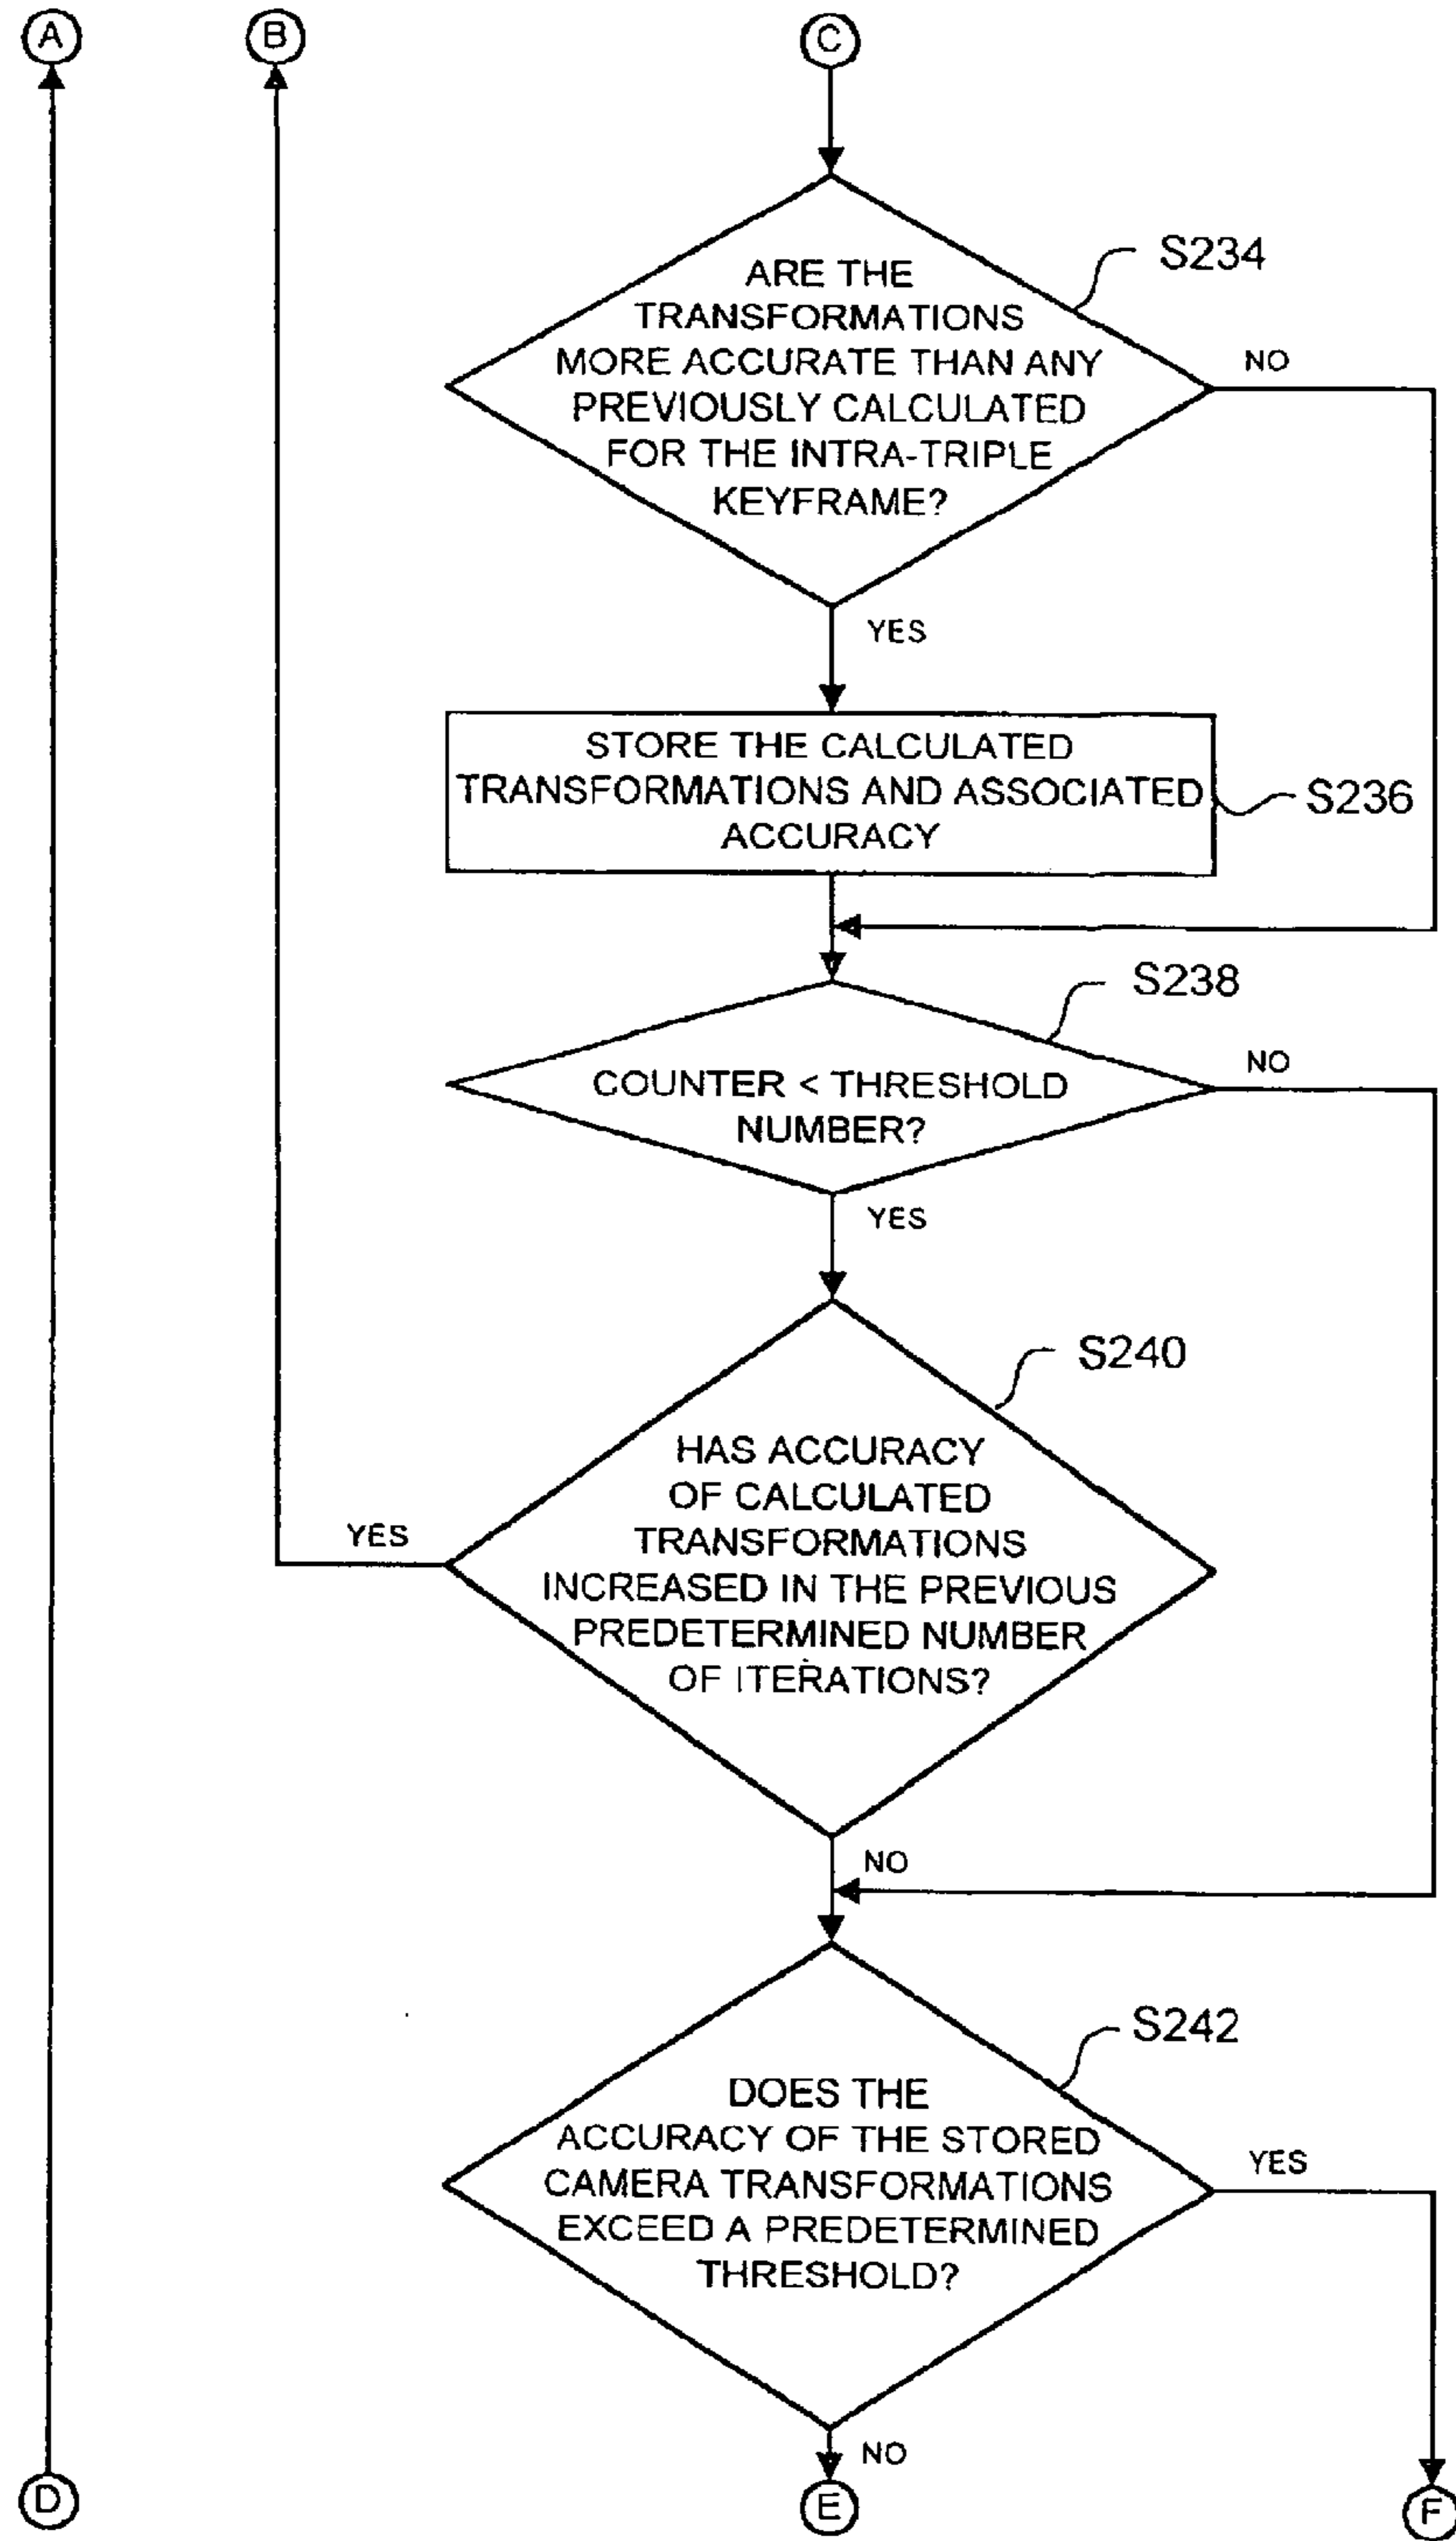 A
B
C
S234
ARE THE
TRANSFORMATIONS
MORE ACCURATE THAN ANY
PREVIOUSLY CALCULATED
FOR THE INTRA-TRIPLE
KEYFRAME?
NO
YES
STORE THE CALCULATED
TRANSFORMATIONS AND ASSOCIATED
ACCURACY
S236
S238
COUNTER < THRESHOLD
NUMBER?
NO
YES
S240
HAS ACCURACY
OF CALCULATED
TRANSFORMATIONS
INCREASED IN THE PREVIOUS
PREDETERMINED NUMBER
OF ITERATIONS?
YES
NO
S242
DOES THE
ACCURACY OF THE STORED
CAMERA TRANSFORMATIONS
EXCEED A PREDETERMINED
THRESHOLD?
YES
NO
D
E
F